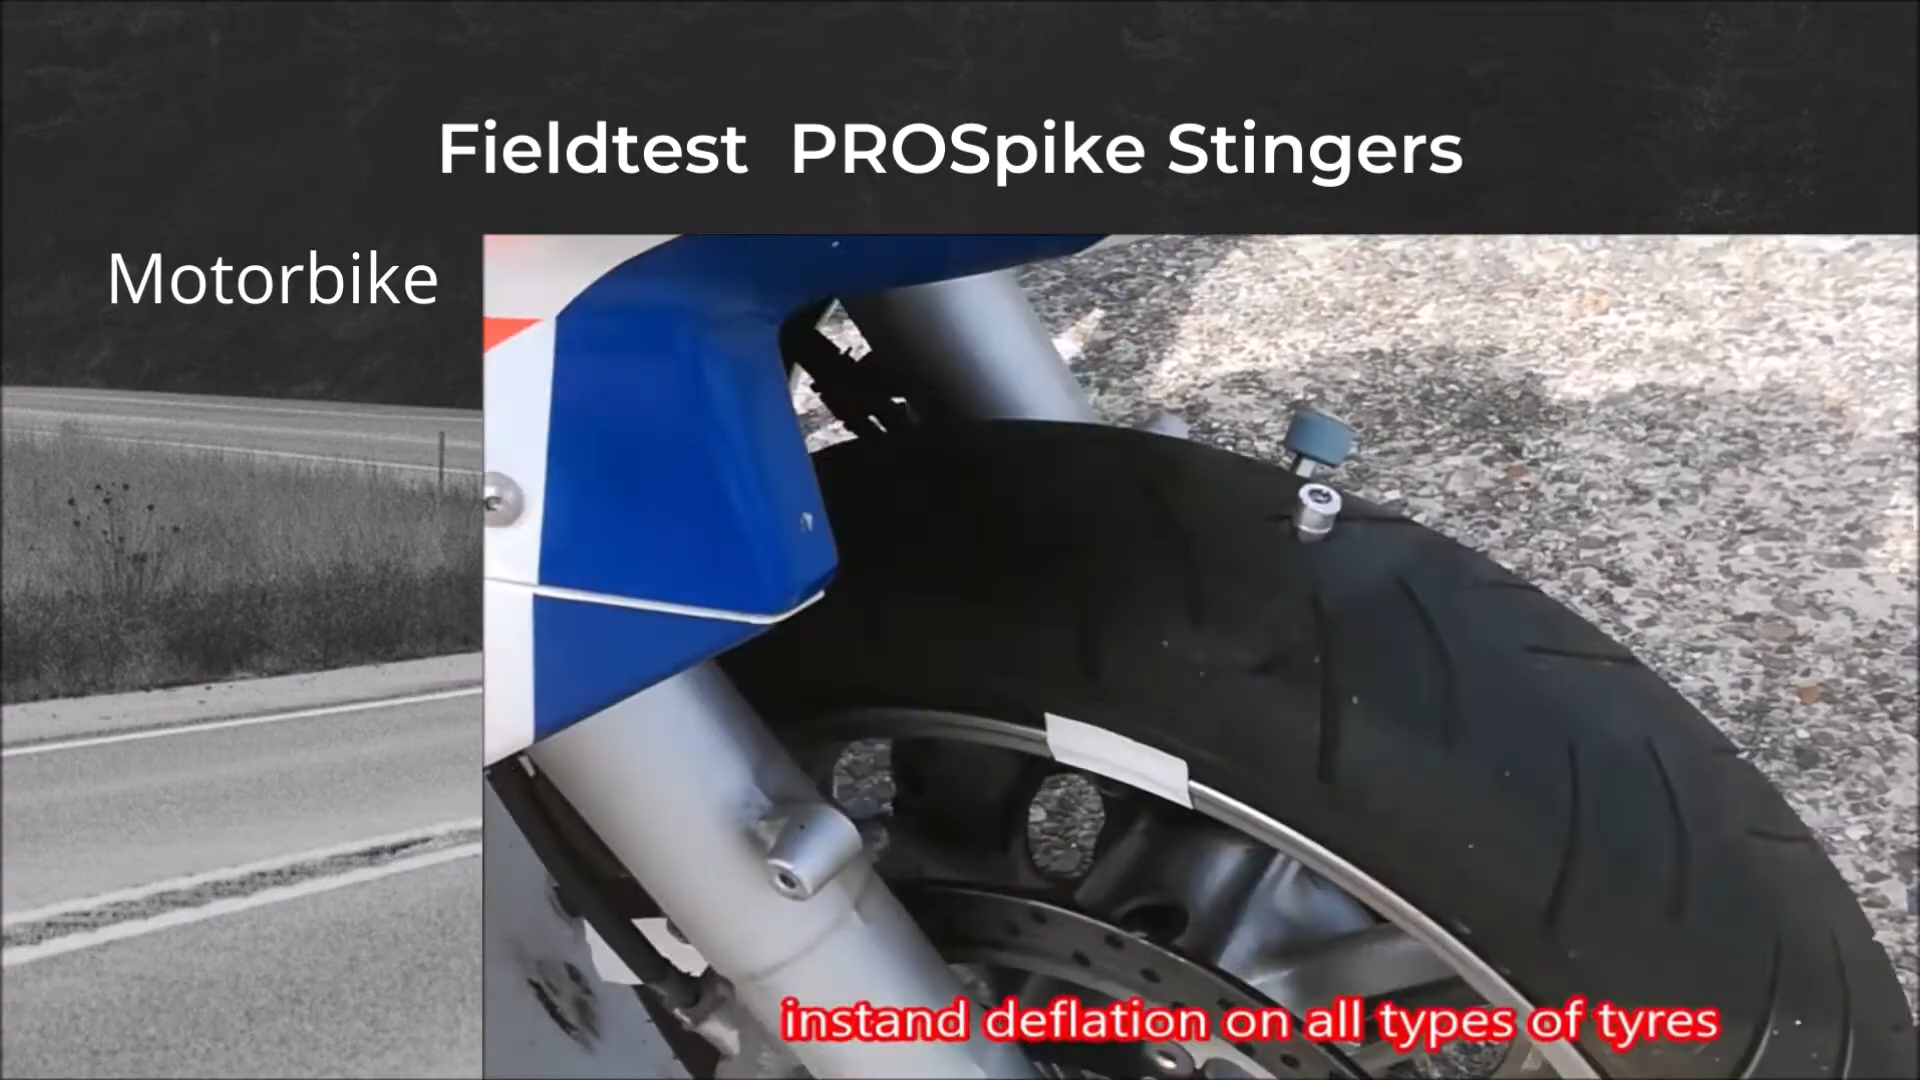 Fieldtest  PROSpike Stingers
Motorbike
instand deflation on all types of tyres